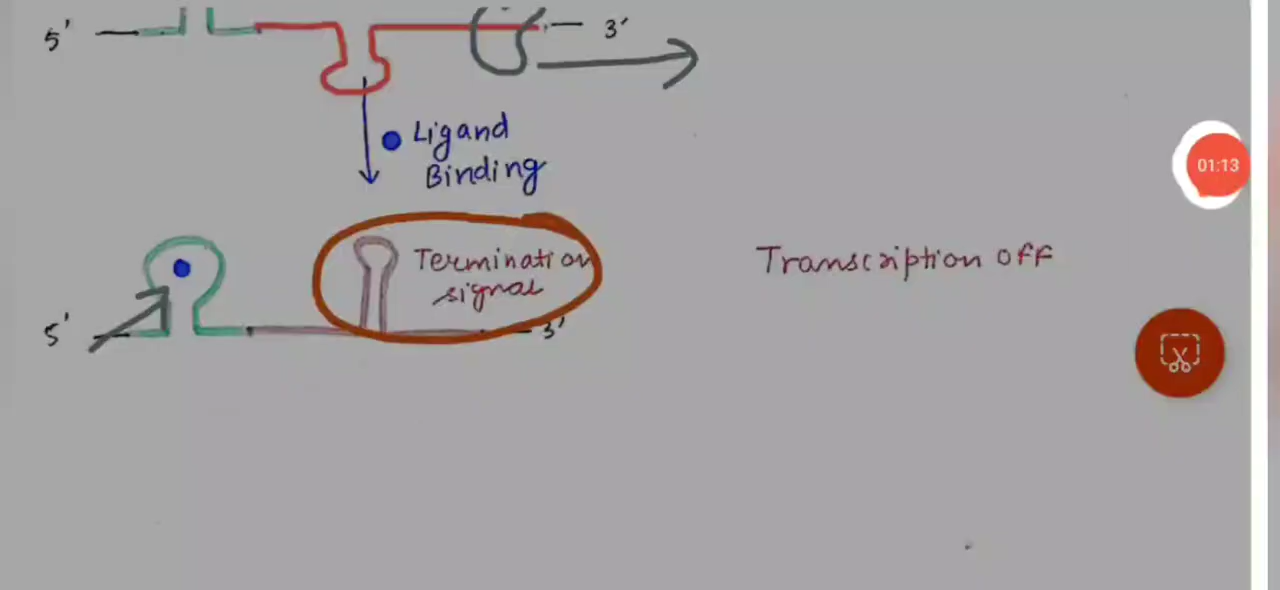 5' 3'
Ligand
Binding
01:13
Termination
signal
Transcription off
5' 3'